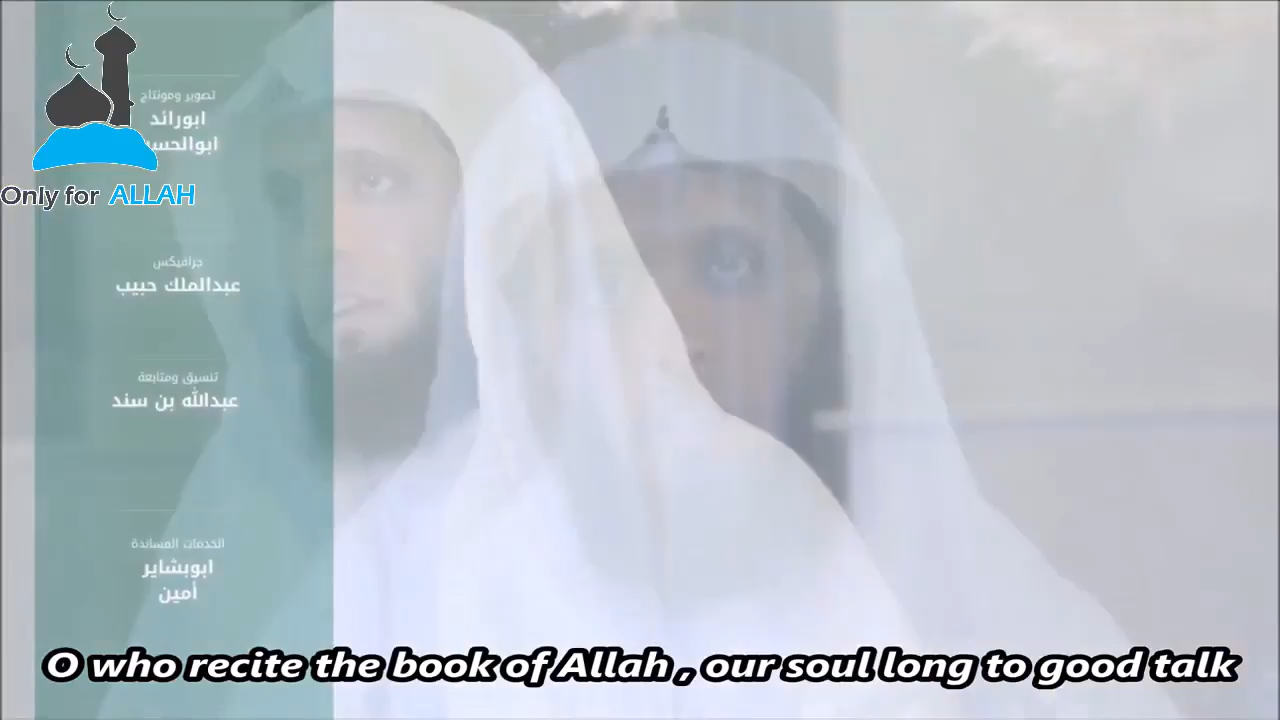 تصوير ومونتاج
ابورائد
Only for ALLAH
جرافيكس
عبدالملك حبيب
تنسيق ومتابعة
عبدالله بن سند
الخدمات المساندة
ابوبشاير
أمين
O who recite the book of Allah , our soul long to good talk